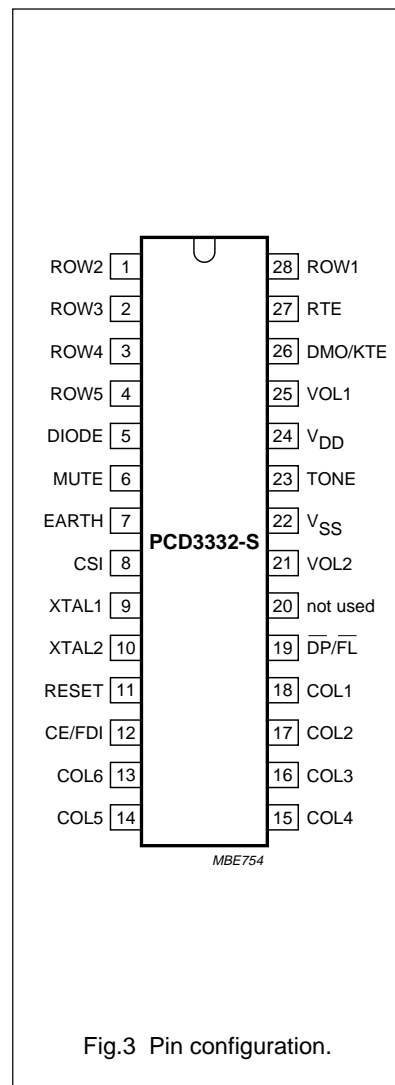 ROW2 1 28 ROW1
ROW3 2 27 RTE
ROW4 3 26 DMO/KTE
ROW5 4 25 VOL1
DIODE 5 24 VDD
MUTE 6 23 TONE
EARTH 7 22 VSS
PCD3332-S
CSI 8 21 VOL2
XTAL1 9 20 not used
XTAL2 10 19 D̅P̅/F̅L̅
RESET 11 18 COL1
CE/FDI 12 17 COL2
COL6 13 16 COL3
COL5 14 15 COL4
MBE754
Fig.3 Pin configuration.